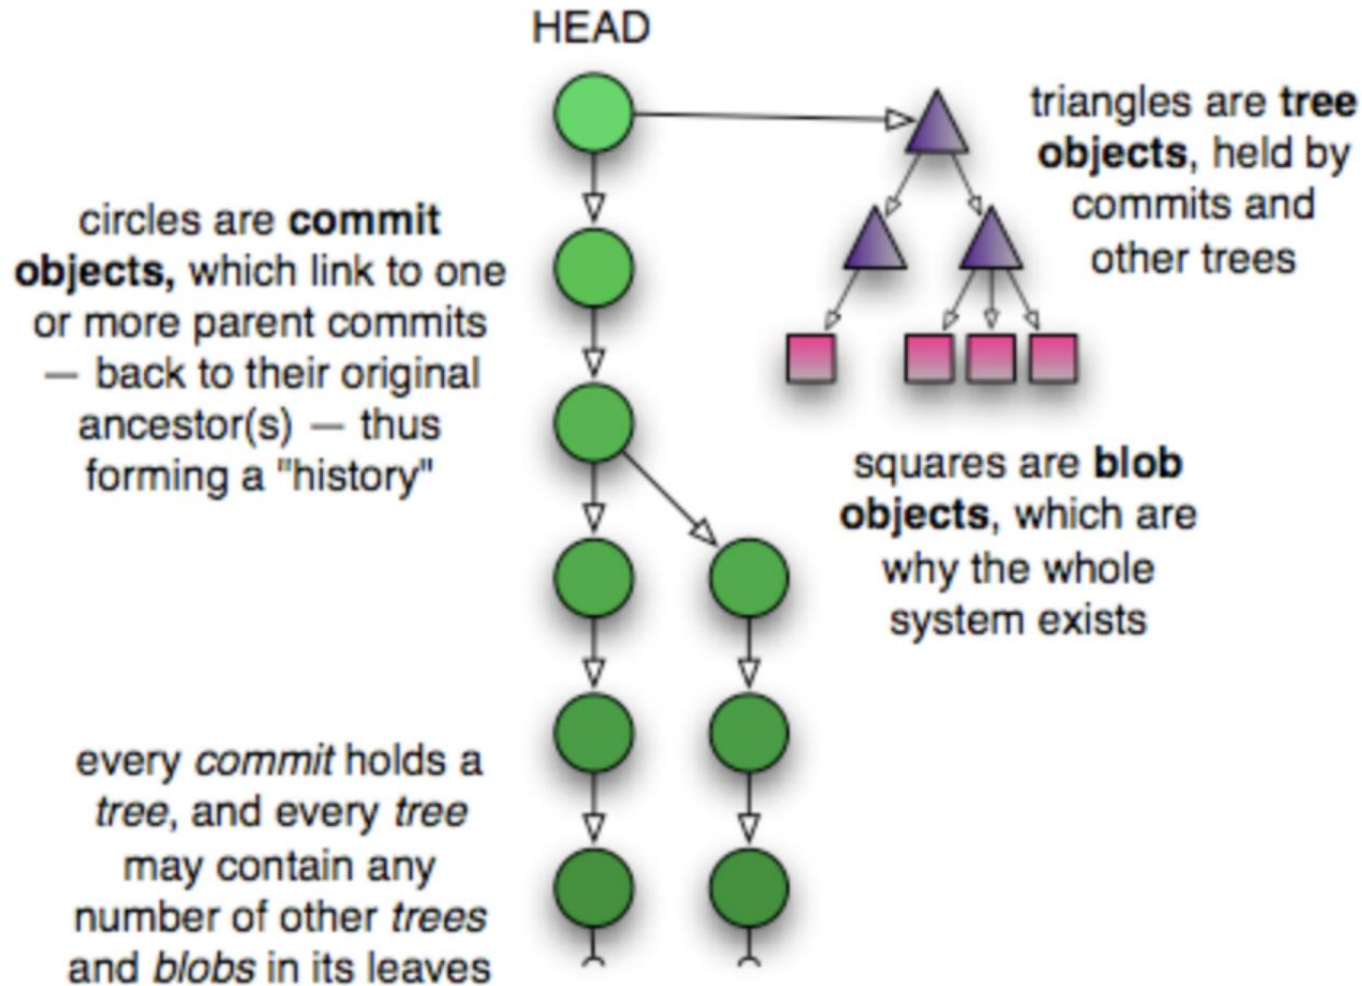 HEAD
triangles are tree
objects, held by
commits and
other trees
circles are commit
objects, which link to one
or more parent commits
— back to their original
ancestor(s) — thus
forming a "history"
squares are blob
objects, which are
why the whole
system exists
every commit holds a
tree, and every tree
may contain any
number of other trees
and blobs in its leaves